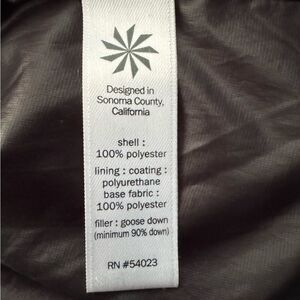 Designed in
Sonoma County,
California
shell :
100% polyester
lining : coating :
polyurethane
base fabric :
100% polyester
filler : goose down
(minimum 90% down)
RN #54023